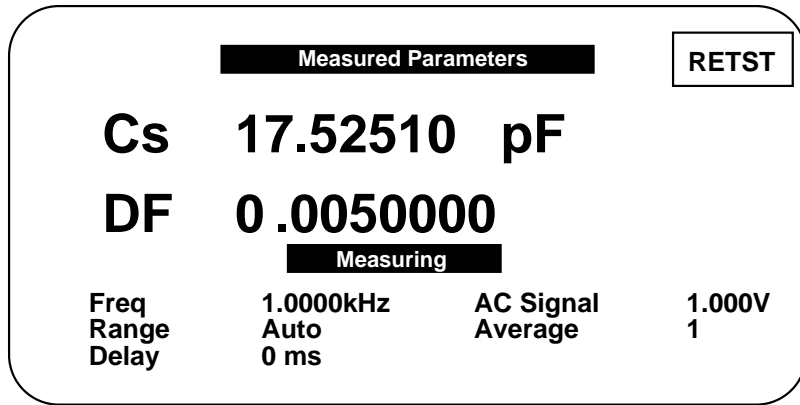 Measured Parameters
RETST
Cs 17.52510 pF
DF 0.0050000
Measuring
Freq 1.0000kHz AC Signal 1.000V
Range Auto Average 1
Delay 0 ms